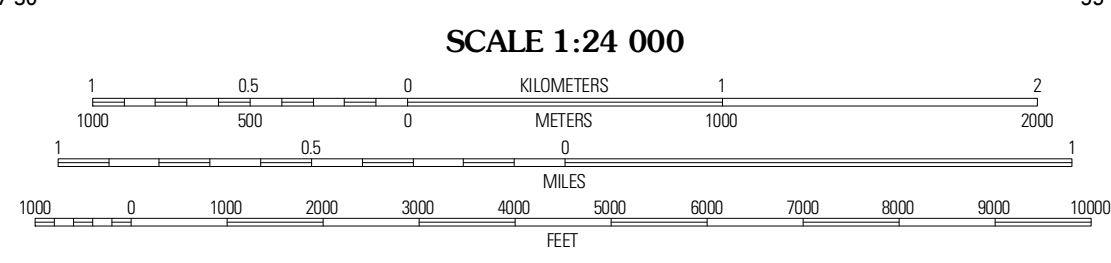 SCALE 1:24 000
1 0.5 0 KILOMETERS 1 2
1000 500 0 METERS 1000 2000
1 0.5 0 1
MILES
1000 0 1000 2000 3000 4000 5000 6000 7000 8000 9000 10000
FEET